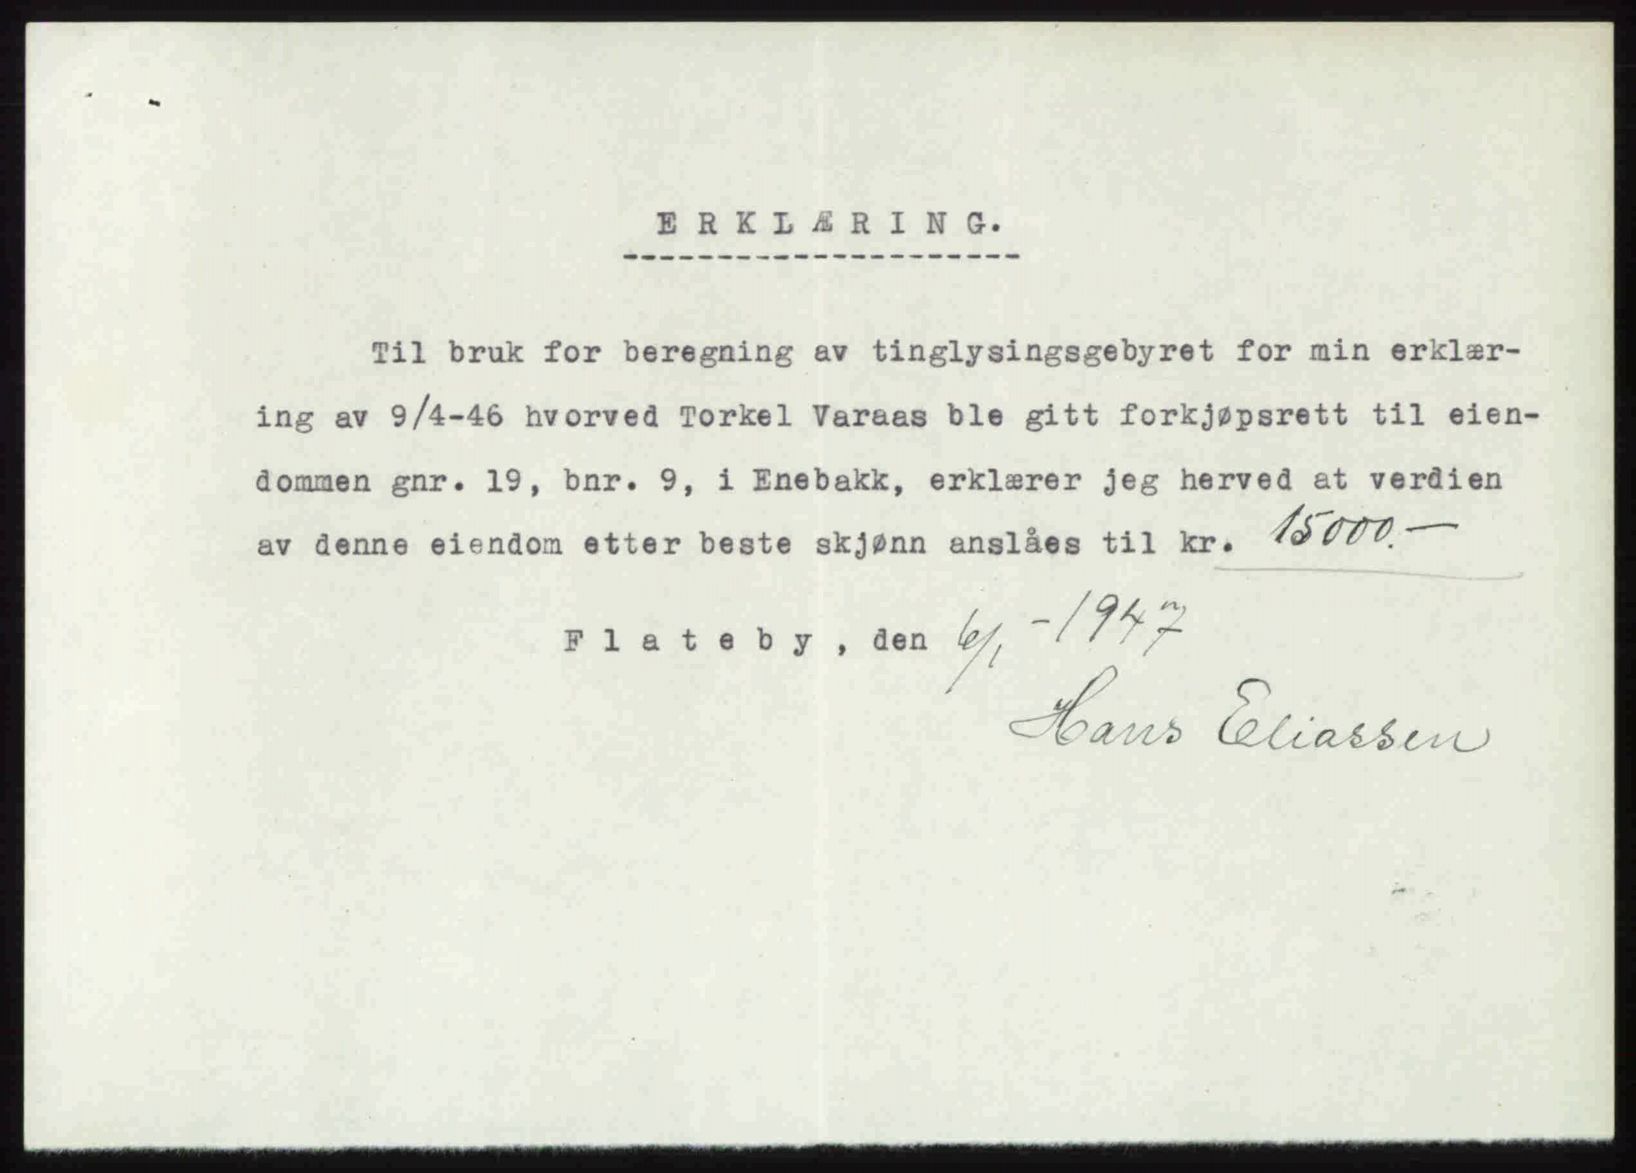 ERKLÆRING.
Til bruk for beregning av tinglysingsgebyret for min erklær-
ing av 9/4-46 hvorved Torkel Varaas ble gitt forkjøpsrett til eien-
dommen gnr. 19, bnr. 9, i Enebakk, erklærer jeg herved at verdien
av denne eiendom etter beste skjønn anslåes til kr. 15000.-
Flateby, den 6/1 - 1947
Hans Eliassen